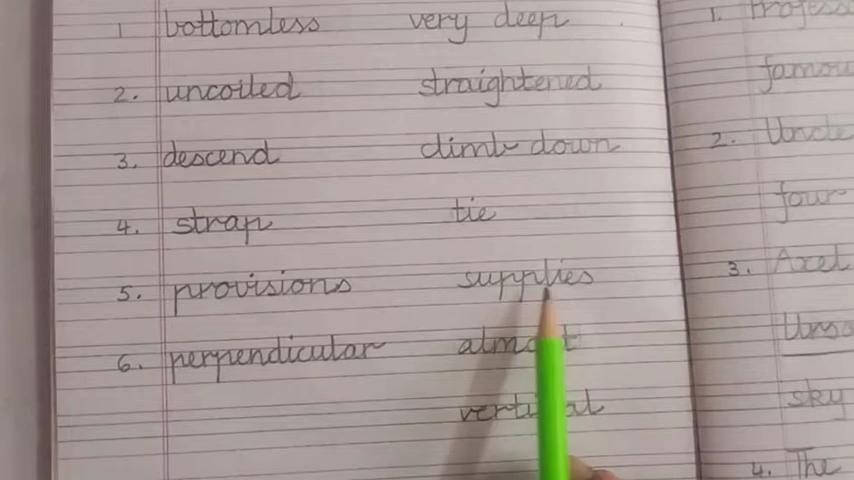 1 bottomless very deep
2. uncoiled straightened
3. descend climb down
4. strap tie
5. provisions supplies
6. perpendicular almost
vertical
1.
2.
four
3. Axel
sky
4. The